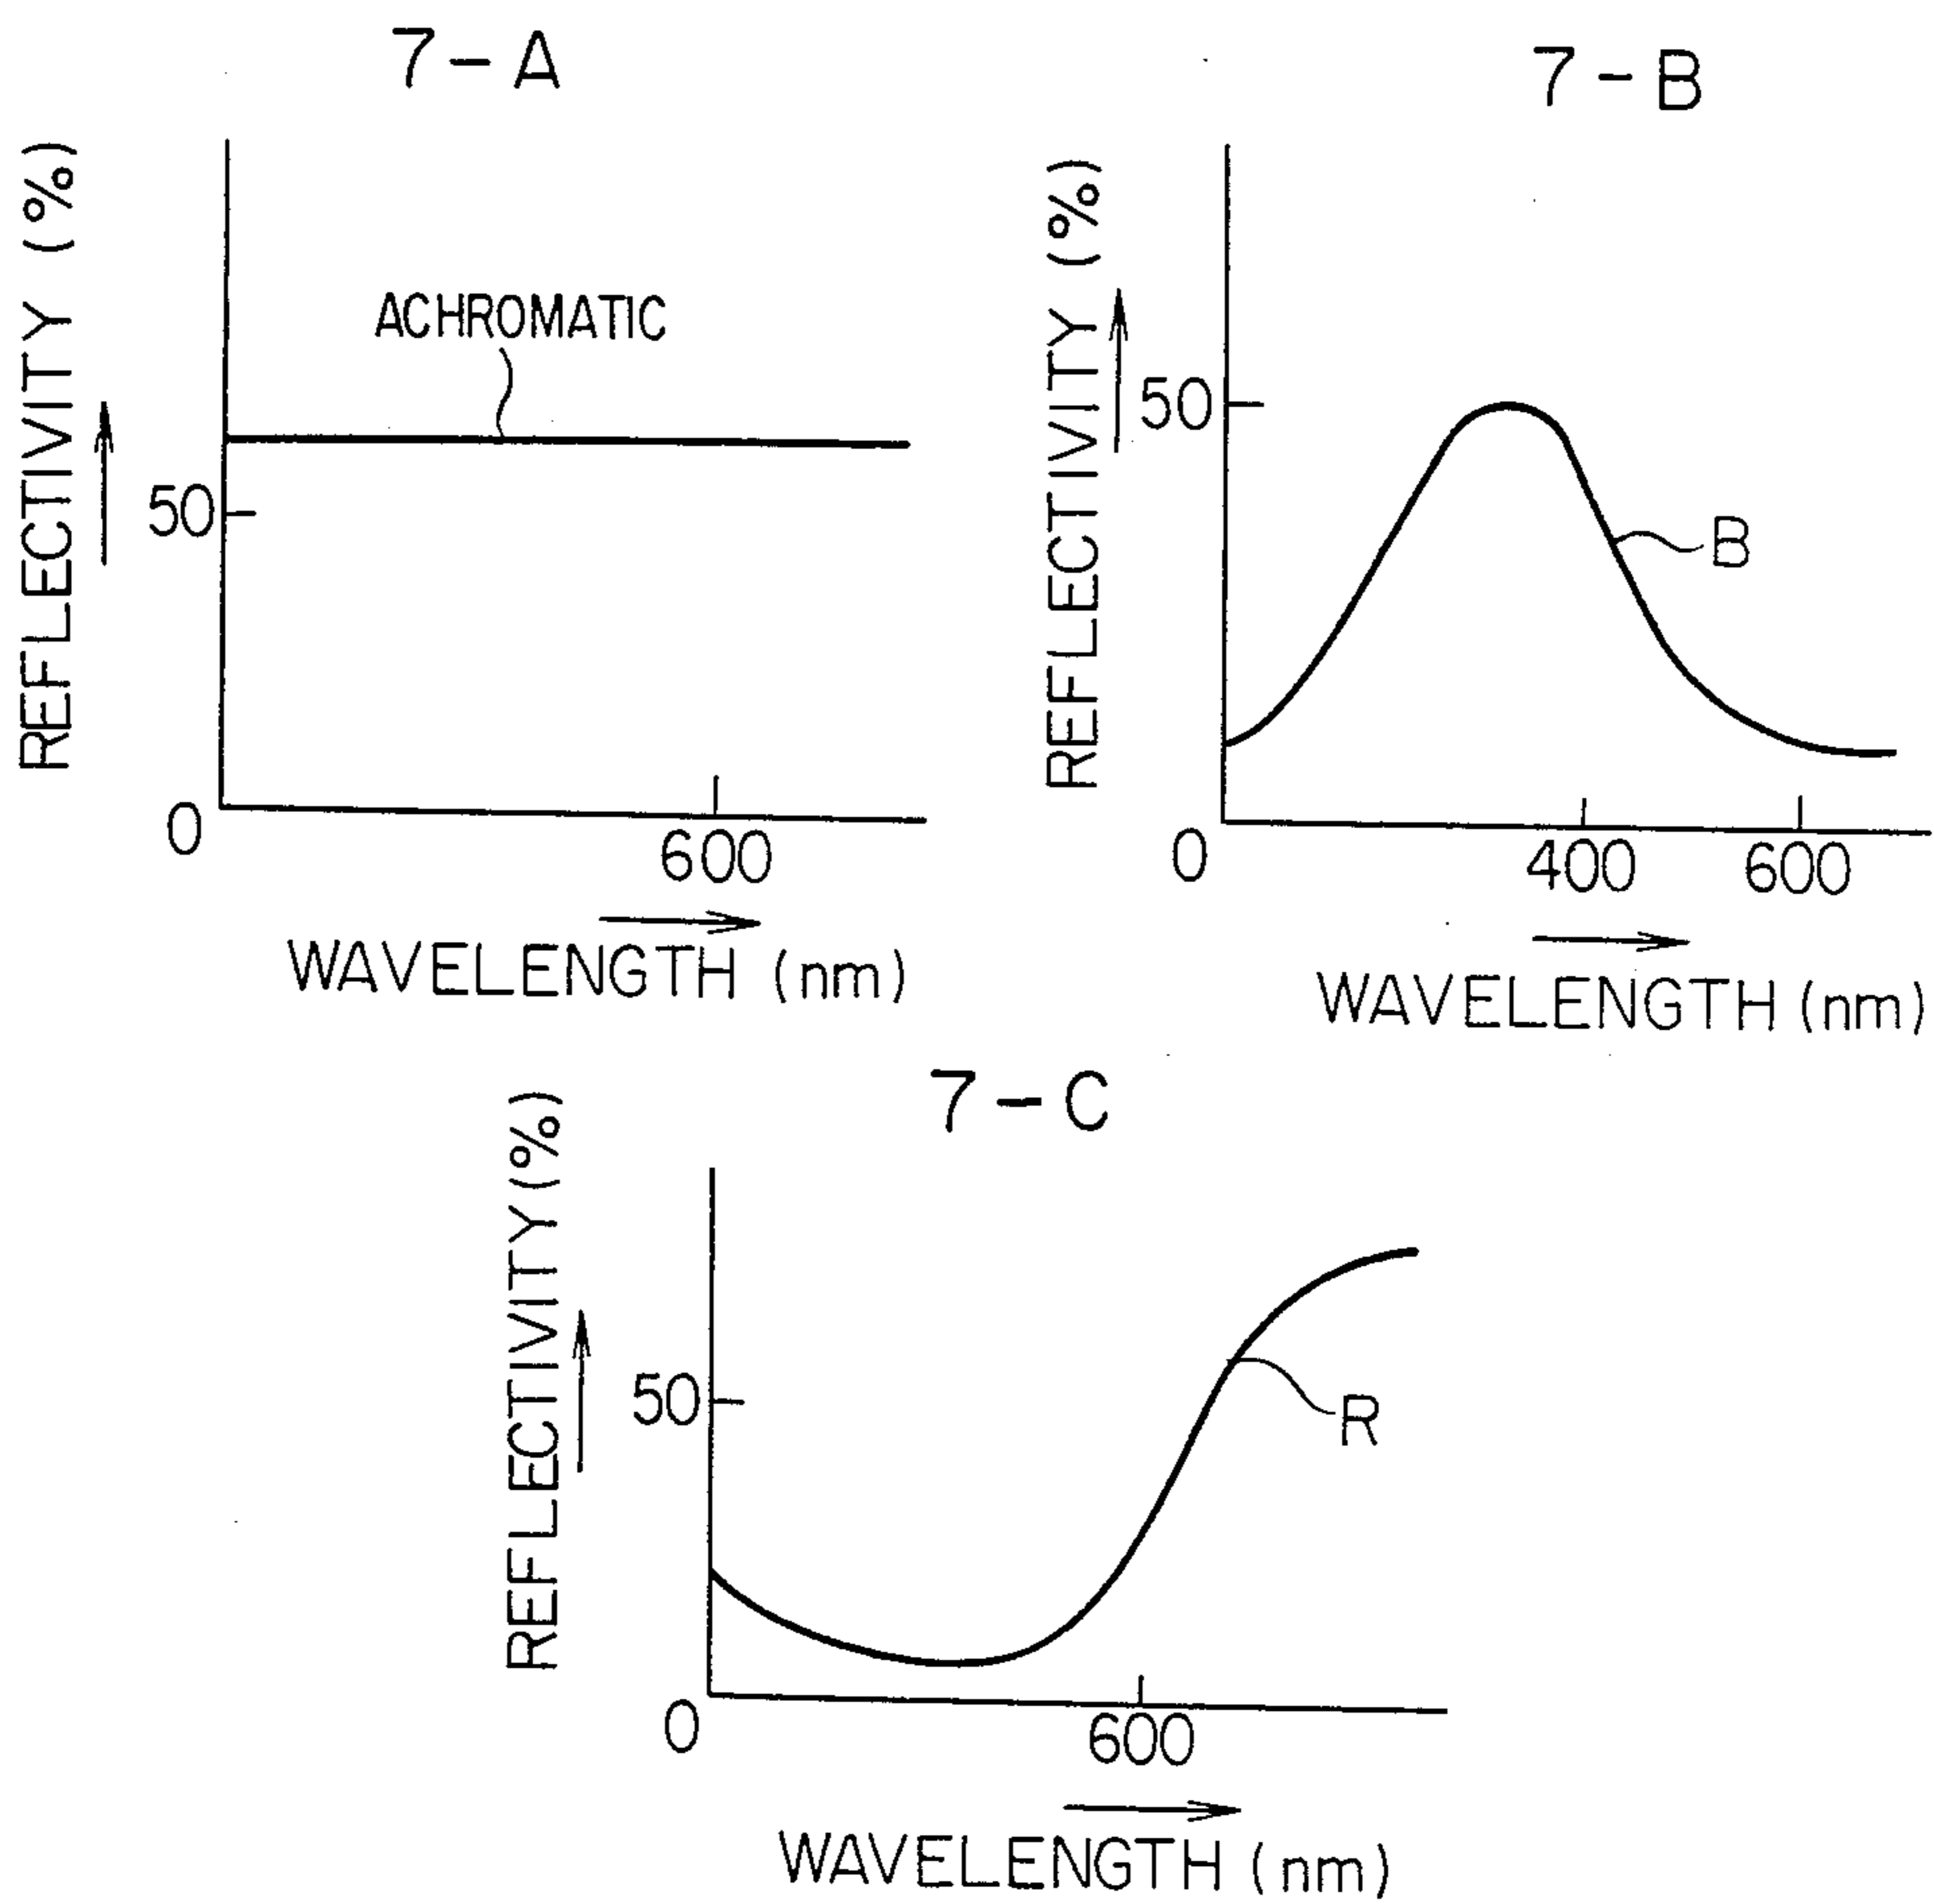 7-A
REFLECTIVITY (%)
ACHROMATIC
50
0
600
WAVELENGTH (nm)
7-B
REFLECTIVITY (%)
50
B
0
400
600
WAVELENGTH (nm)
7-C
REFLECTIVITY (%)
50
R
0
600
WAVELENGTH (nm)